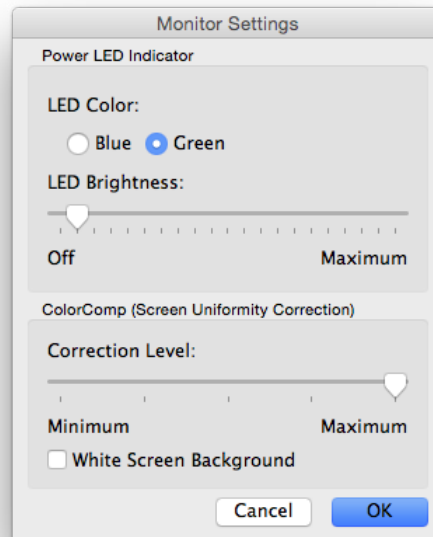 Monitor Settings
Power LED Indicator
LED Color:
Blue Green
LED Brightness:
Off Maximum
ColorComp (Screen Uniformity Correction)
Correction Level:
Minimum Maximum
White Screen Background
Cancel OK